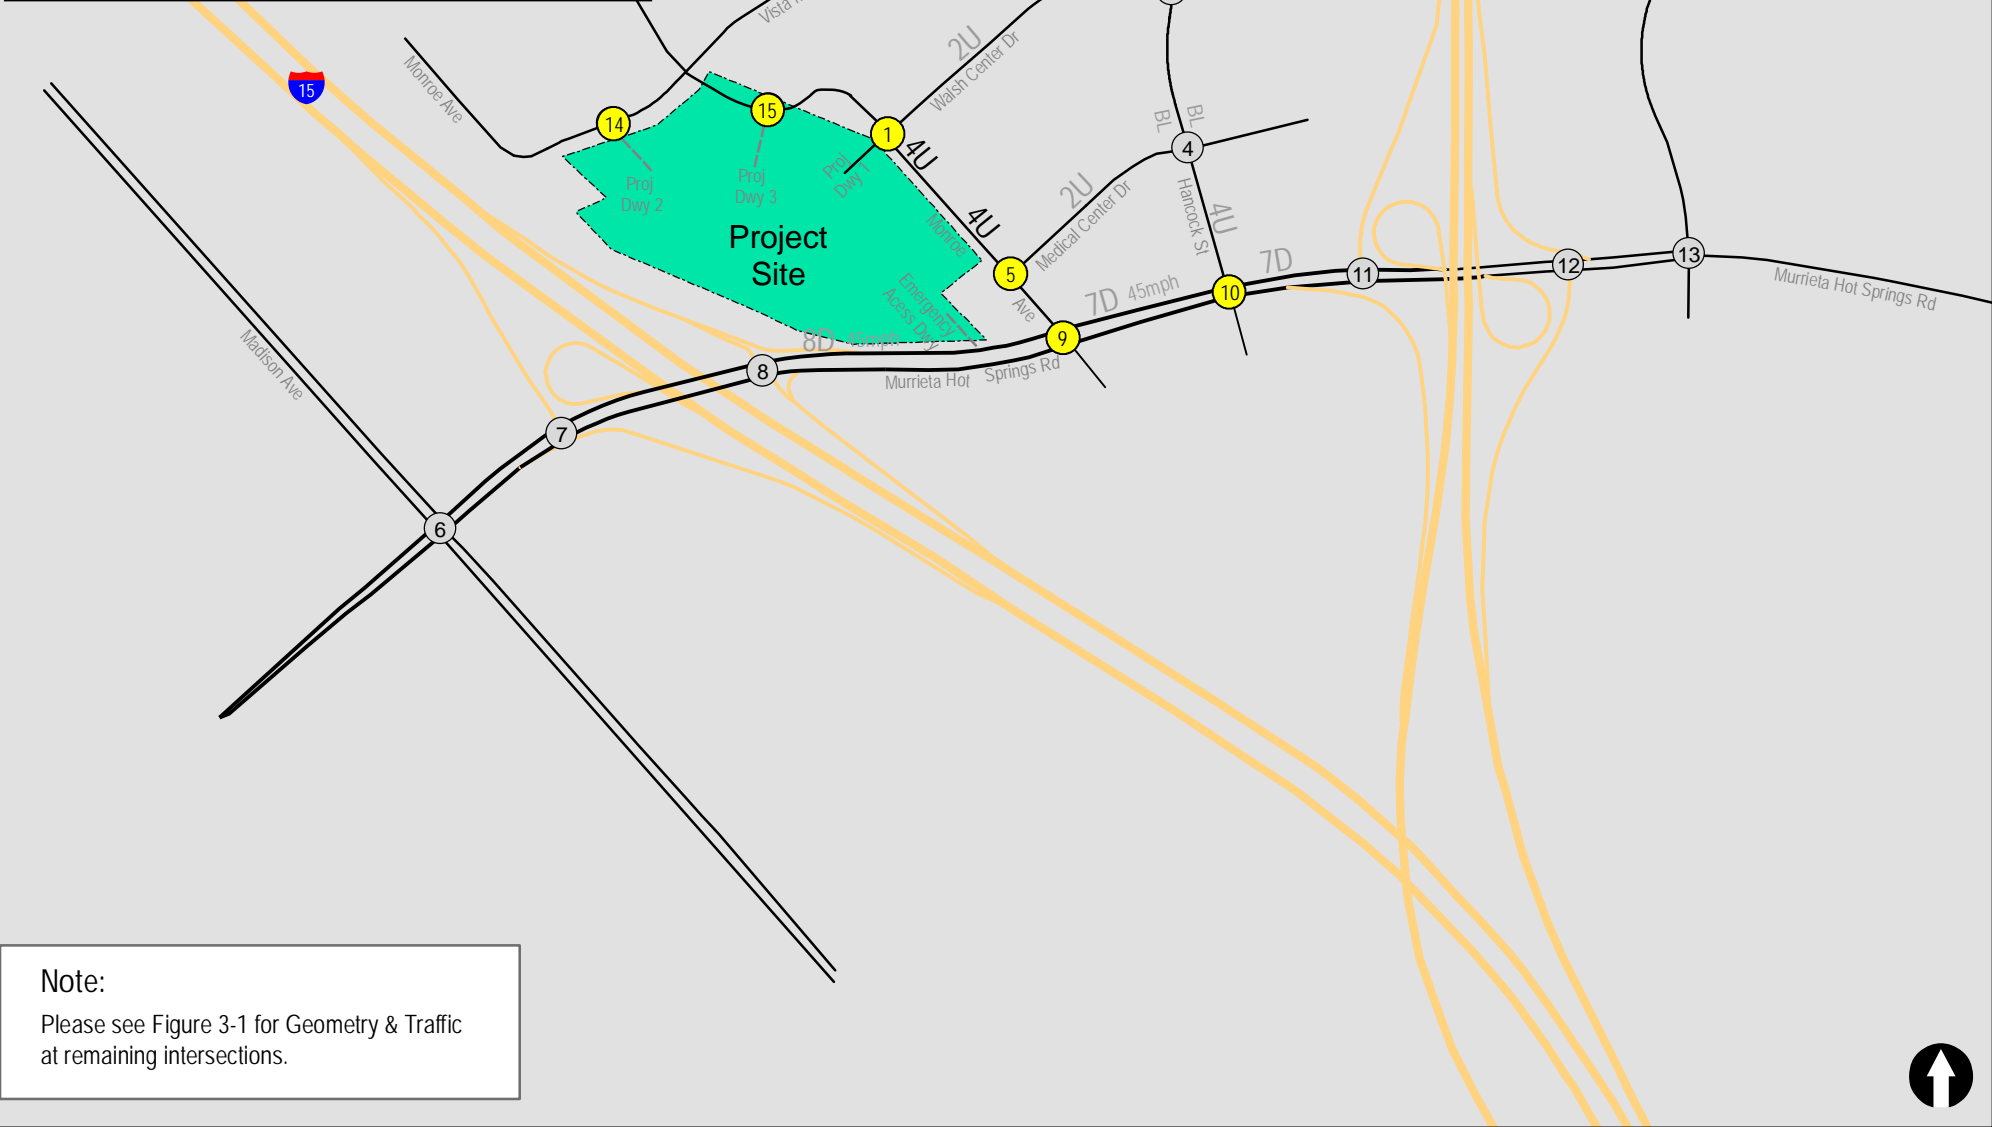 Vista
2U
Walsh Center Dr
15
Monroe Ave
14
15
1
4U
BL
BL
4
Proj
Dwy 2
Proj
Dwy 3
Proj
Dwy 1
Project
Site
Monroe
Ave
4U
5
2U
Medical Center Dr
Hancock St
4U
7D
7D 45mph
10
11
12
13
Murrieta Hot Springs Rd
Emergency
Acess Dwy
8D 45mph
9
8
Murrieta Hot Springs Rd
Madison Ave
7
6
Note:
Please see Figure 3-1 for Geometry & Traffic
at remaining intersections.